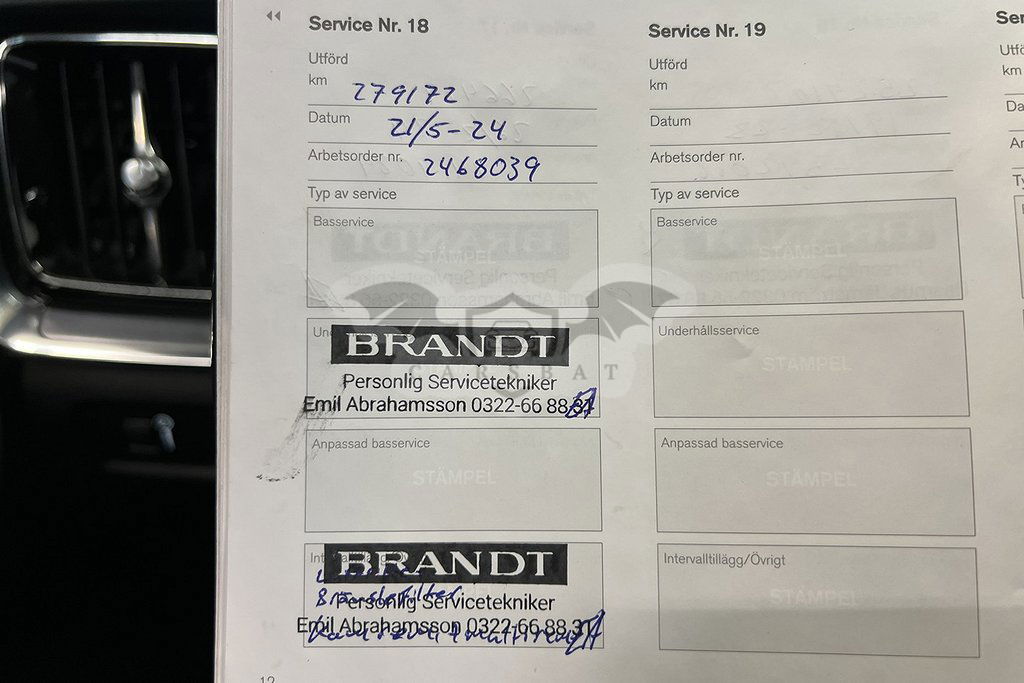 Service Nr. 18
Utförd
km 279172
Datum 21/5-24
Arbetsorder nr. 2468039
Typ av service
Basservice
STÄMPEL
BRANDT
Personlig Servicetekniker
Emil Abrahamsson 0322-66 88 37
Anpassad basservice
STÄMPEL
BRANDT
Bränslefilter
Personlig Servicetekniker
Emil Abrahamsson 0322-66 88 37
Service Nr. 19
Utförd
km
Datum
Arbetsorder nr.
Typ av service
Basservice
STÄMPEL
Underhållsservice
STÄMPEL
Anpassad basservice
STÄMPEL
Intervalltillägg/Övrigt
STÄMPEL
CARSBAT
12